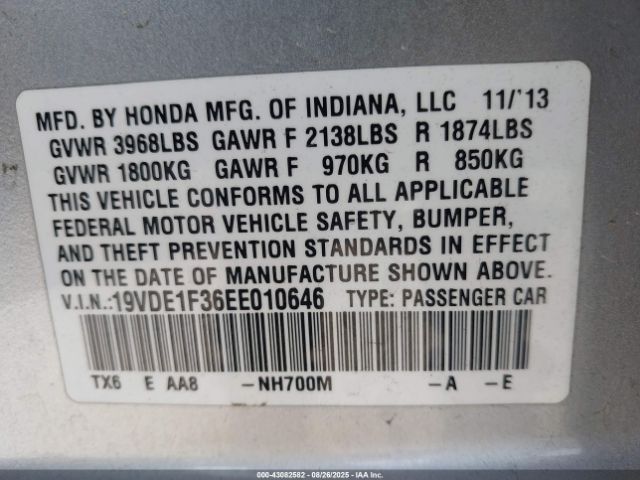 MFD. BY HONDA MFG. OF INDIANA, LLC 11/'13
GVWR 3968LBS GAWR F 2138LBS R 1874LBS
GVWR 1800KG GAWR F 970KG R 850KG
THIS VEHICLE CONFORMS TO ALL APPLICABLE
FEDERAL MOTOR VEHICLE SAFETY, BUMPER,
AND THEFT PREVENTION STANDARDS IN EFFECT
ON THE DATE OF MANUFACTURE SHOWN ABOVE.
V.I.N.:19VDE1F36EE010646 TYPE: PASSENGER CAR
TX6 E AA8 -NH700M -A -E
000-43082582 - 08/26/2025 - IAAI.COM